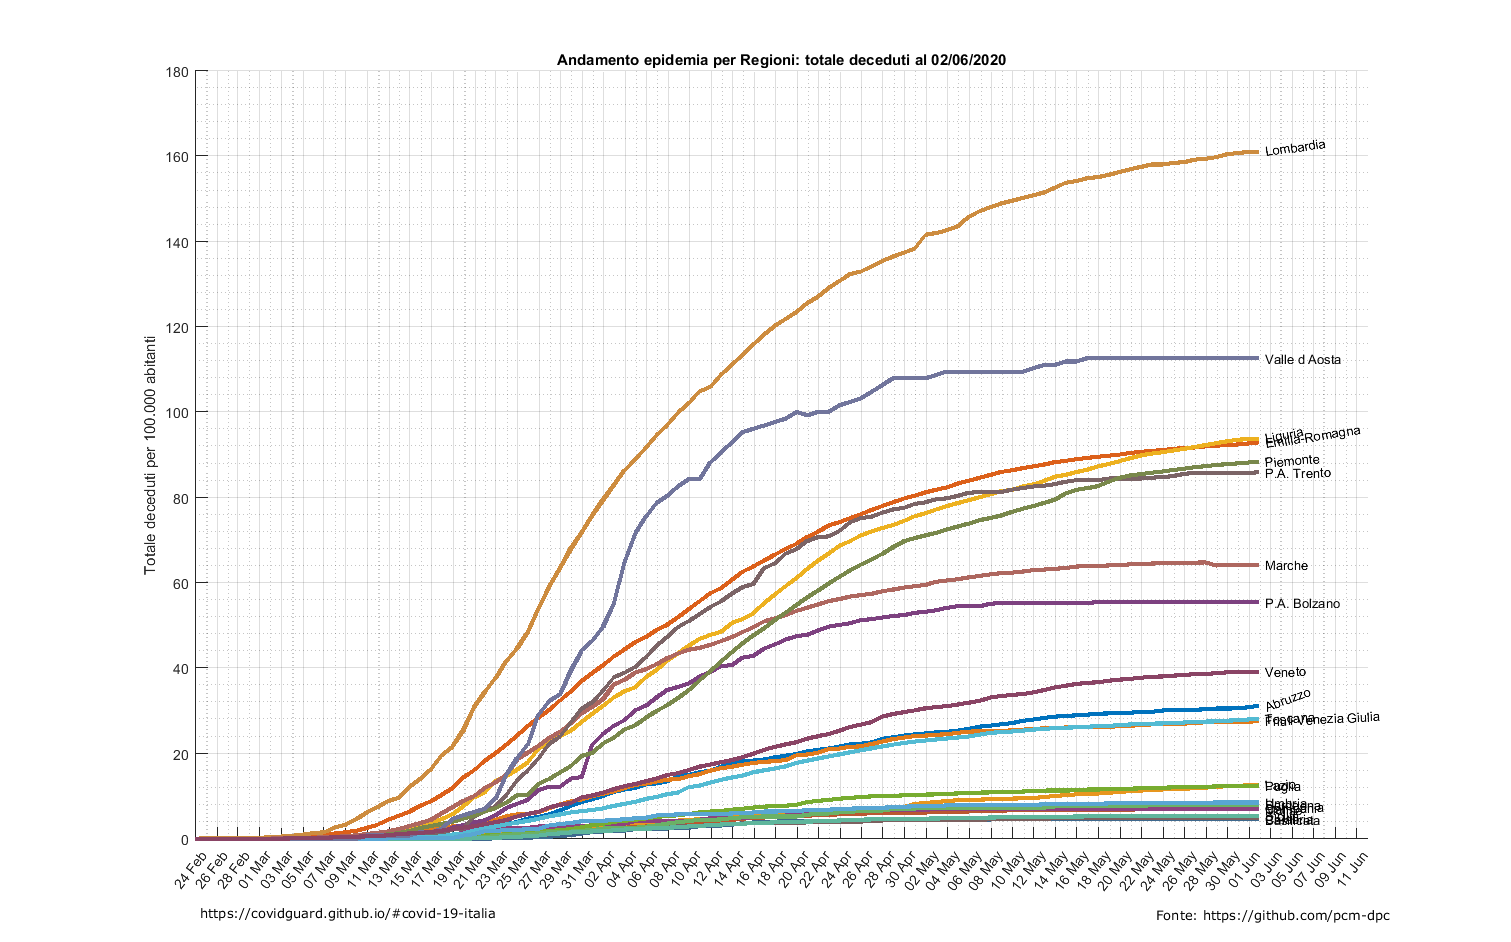 Andamento epidemia per Regioni: totale deceduti al 02/06/2020
Totale deceduti per 100.000 abitanti
180
160
140
120
100
80
60
40
20
0
Lombardia
Valle d Aosta
Liguria
Emilia-Romagna
Piemonte
P.A. Trento
Marche
P.A. Bolzano
Veneto
Abruzzo
Toscana
Friuli Venezia Giulia
Lazio
Puglia
Umbria
Basilicata
24 Feb
26 Feb
28 Feb
01 Mar
03 Mar
05 Mar
07 Mar
09 Mar
11 Mar
13 Mar
15 Mar
17 Mar
19 Mar
21 Mar
23 Mar
25 Mar
27 Mar
29 Mar
31 Mar
02 Apr
04 Apr
06 Apr
08 Apr
10 Apr
12 Apr
14 Apr
16 Apr
18 Apr
20 Apr
22 Apr
24 Apr
26 Apr
28 Apr
30 Apr
02 May
04 May
06 May
08 May
10 May
12 May
14 May
16 May
18 May
20 May
22 May
24 May
26 May
28 May
30 May
01 Jun
03 Jun
05 Jun
07 Jun
09 Jun
11 Jun
https://covidguard.github.io/#covid-19-italia
Fonte: https://github.com/pcm-dpc